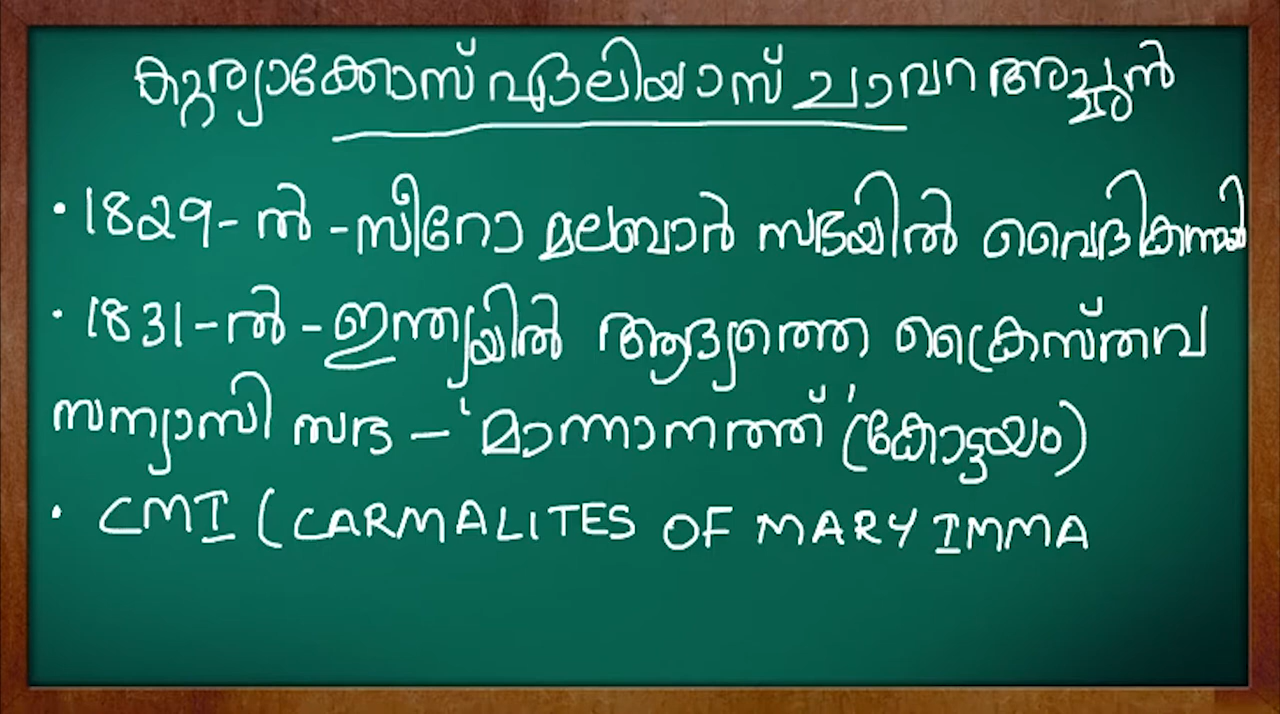 കുര്യാക്കോസ് ഏലിയാസ് ചാവറ അച്ചൻ
• 1829 - ൽ - സീറോ മലബാർ സഭയിൽ
• 1831 - ൽ - ഇന്ത്യയിൽ ആദ്യത്തെ ക്രൈസ്തവ
സന്യാസി സഭ - 'മാന്നാനത്ത്' (കോട്ടയം)
• CMI (CARMALITES OF MARY IMMA